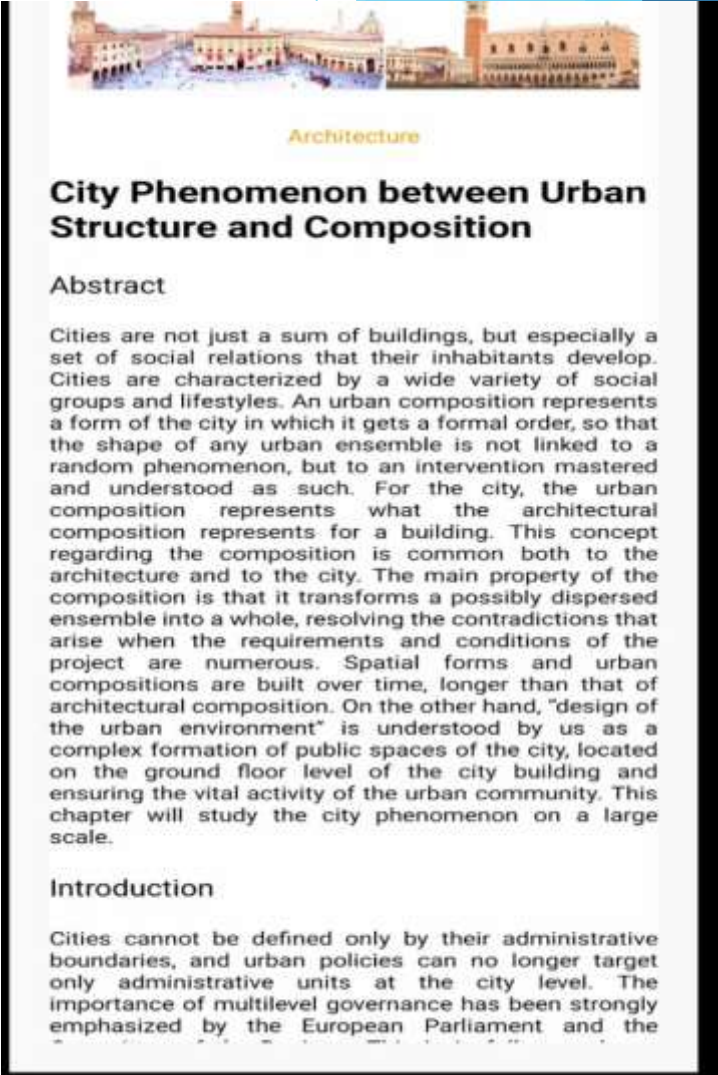 Architecture
City Phenomenon between Urban
Structure and Composition
Abstract
Cities are not just a sum of buildings, but especially a
set of social relations that their inhabitants develop.
Cities are characterized by a wide variety of social
groups and lifestyles. An urban composition represents
a form of the city in which it gets a formal order, so that
the shape of any urban ensemble is not linked to a
random phenomenon, but to an intervention mastered
and understood as such. For the city, the urban
composition represents what the architectural
composition represents for a building. This concept
regarding the composition is common both to the
architecture and to the city. The main property of the
composition is that it transforms a possibly dispersed
ensemble into a whole, resolving the contradictions that
arise when the requirements and conditions of the
project are numerous. Spatial forms and urban
compositions are built over time, longer than that of
architectural composition. On the other hand, "design of
the urban environment" is understood by us as a
complex formation of public spaces of the city, located
on the ground floor level of the city building and
ensuring the vital activity of the urban community. This
chapter will study the city phenomenon on a large
scale.
Introduction
Cities cannot be defined only by their administrative
boundaries, and urban policies can no longer target
only administrative units at the city level. The
importance of multilevel governance has been strongly
emphasized by the European Parliament and the